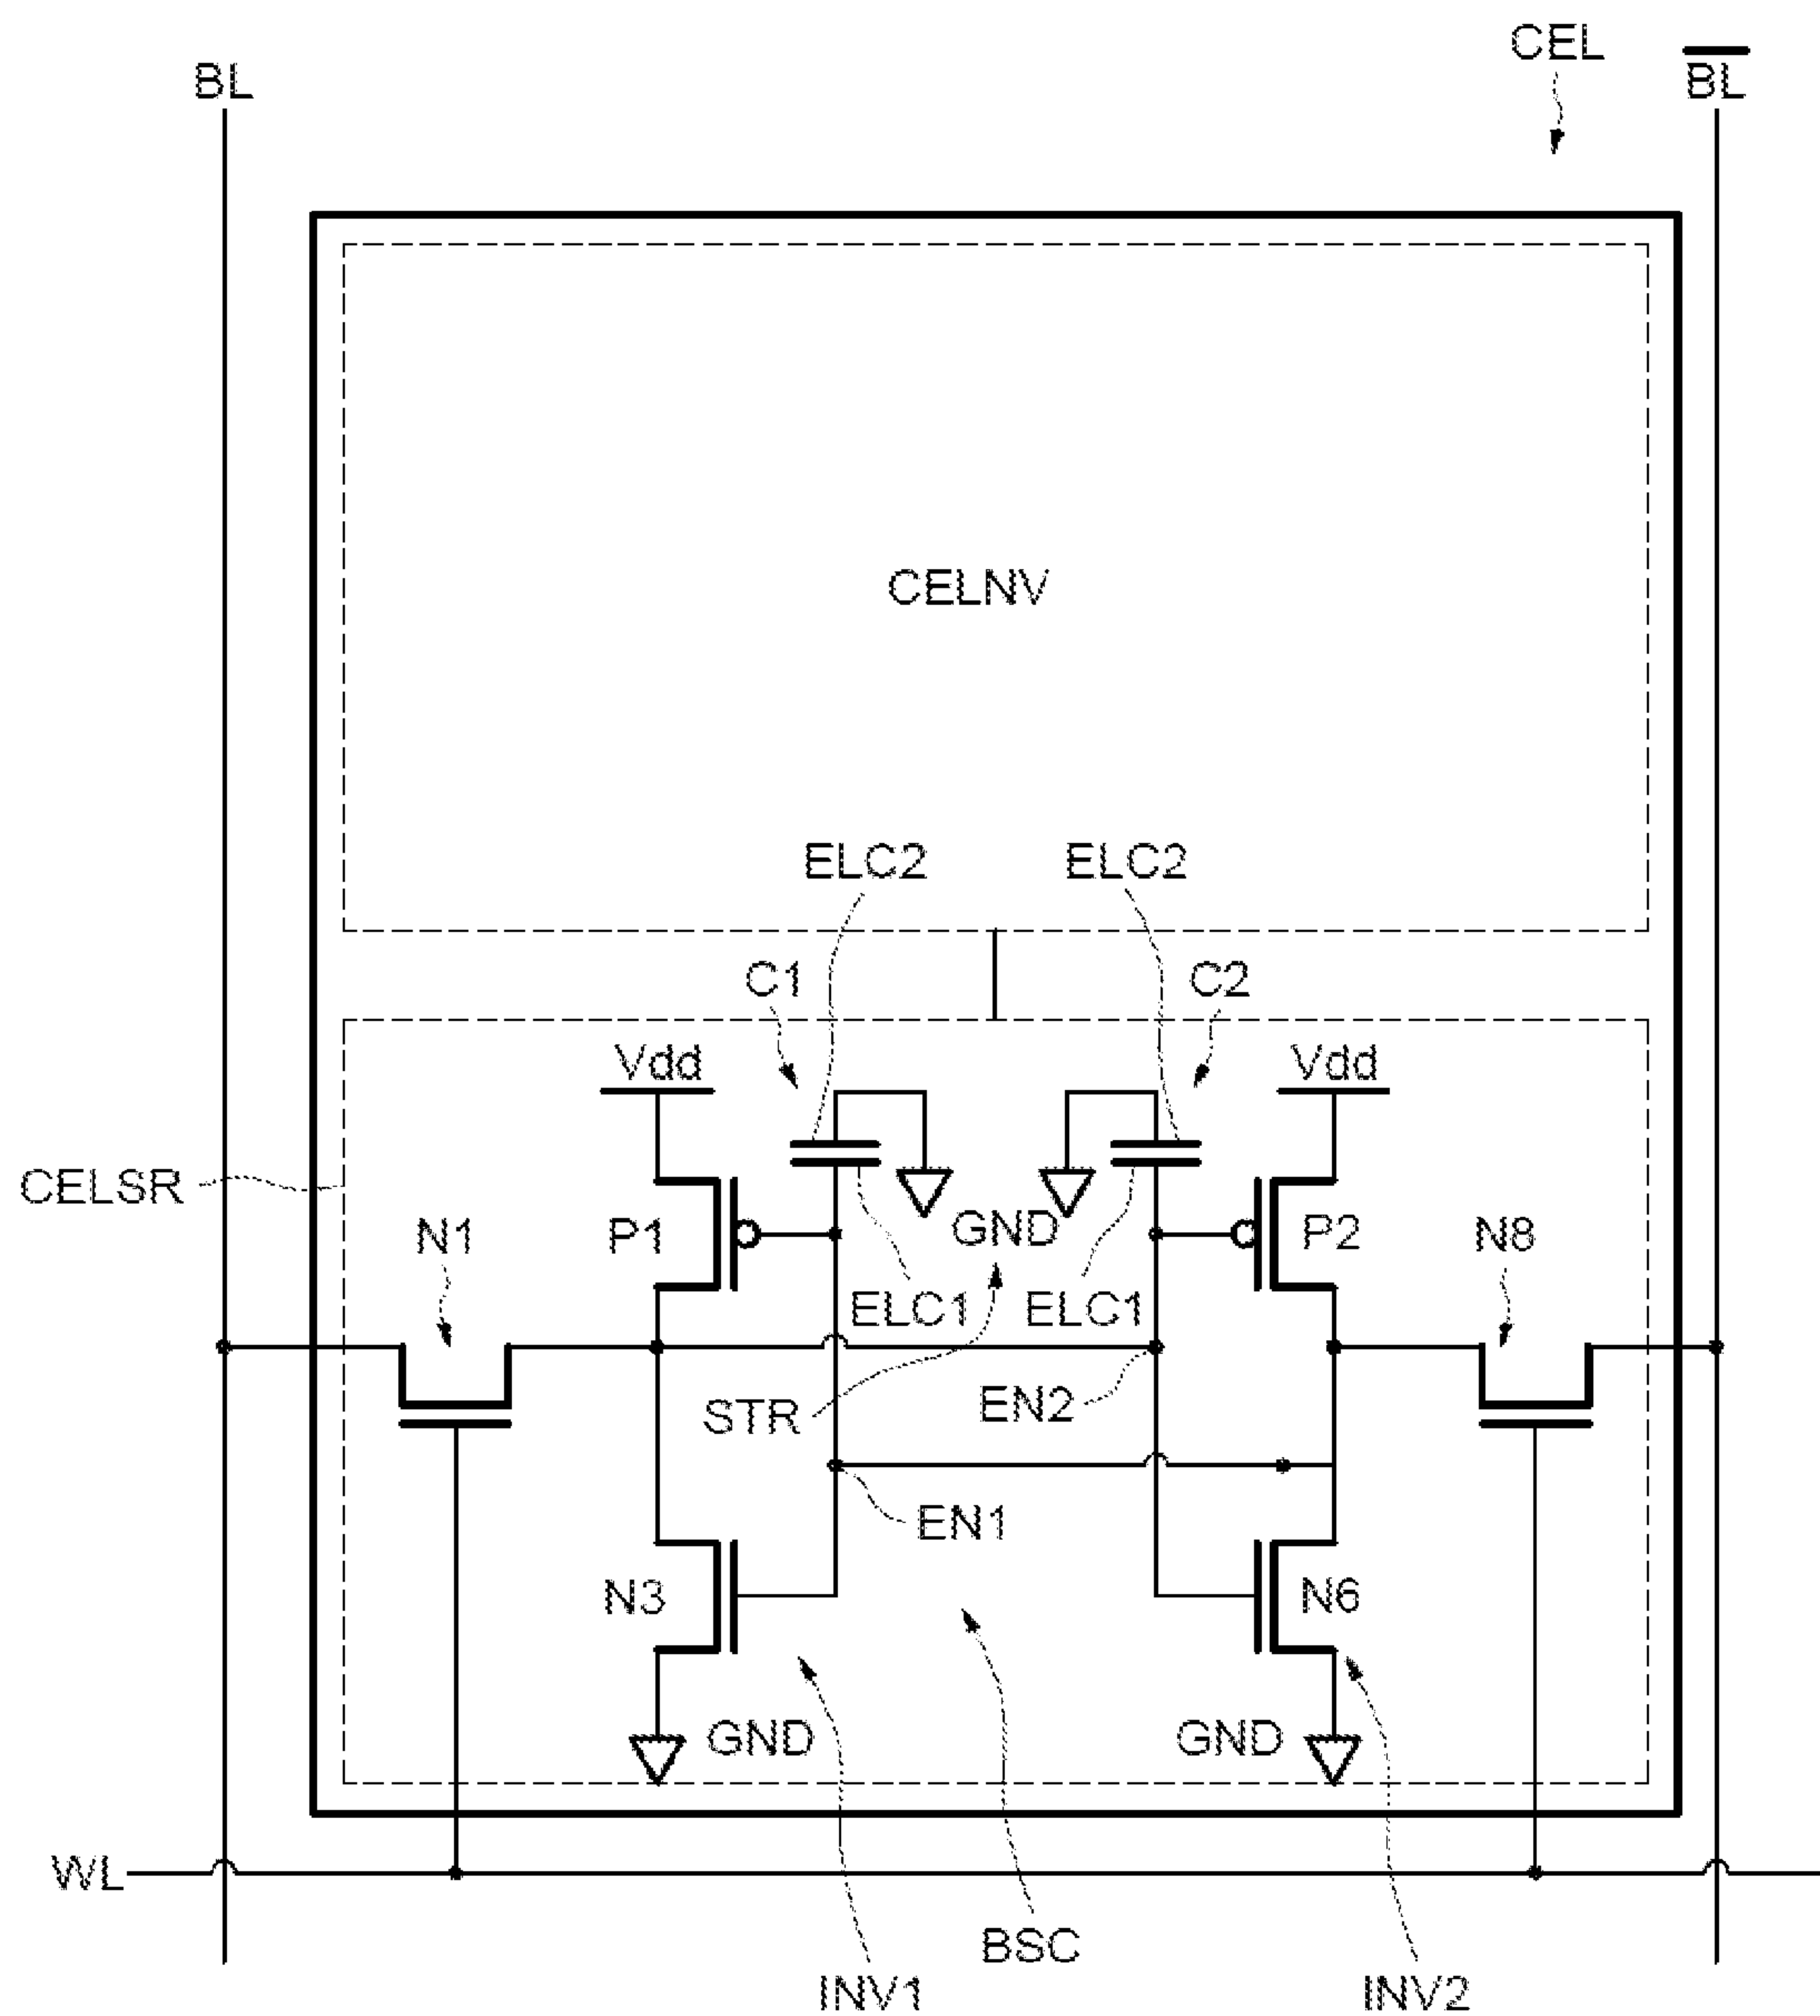 CEL
BL
BL
CELNV
ELC2
ELC2
C1
C2
Vdd
Vdd
CELSR
N1
P1
GND
P2
N8
ELC1
ELC1
STR
EN2
EN1
N3
N6
GND
GND
WL
BSC
INV1
INV2